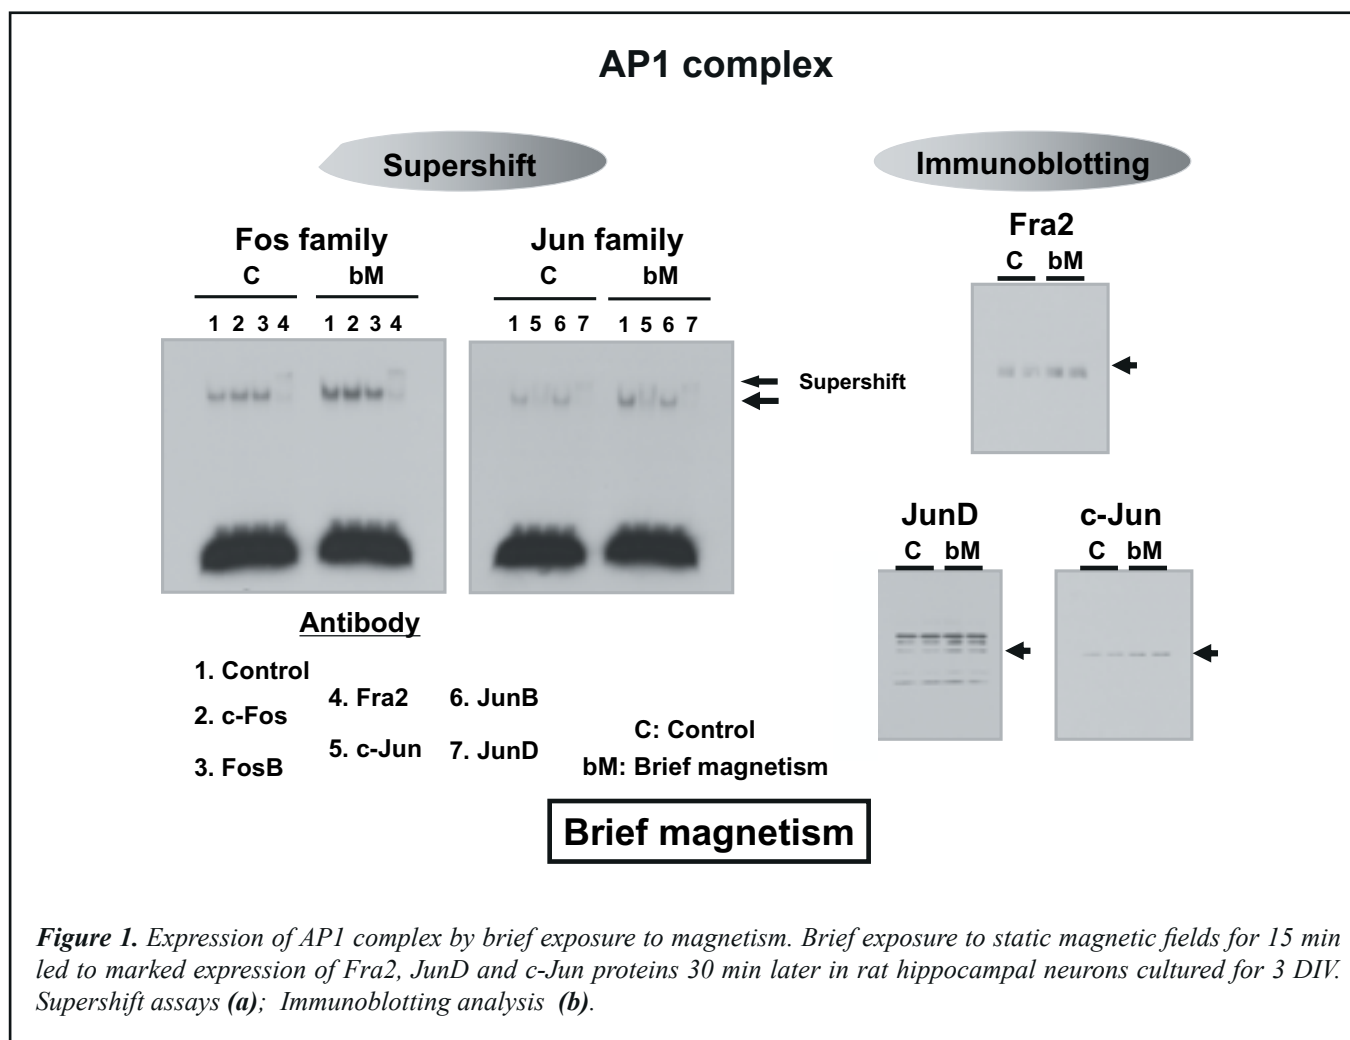 AP1 complex
Supershift
Immunoblotting
Fos family
Jun family
C bM
C bM
1 2 3 4 1 2 3 4
1 5 6 7 1 5 6 7
Supershift
Fra2
C bM
JunD
C bM
c-Jun
C bM
Antibody
1. Control
2. c-Fos
3. FosB
4. Fra2
5. c-Jun
6. JunB
7. JunD
C: Control
bM: Brief magnetism
Brief magnetism
Figure 1. Expression of AP1 complex by brief exposure to magnetism. Brief exposure to static magnetic fields for 15 min
led to marked expression of Fra2, JunD and c-Jun proteins 30 min later in rat hippocampal neurons cultured for 3 DIV.
Supershift assays (a); Immunoblotting analysis (b).